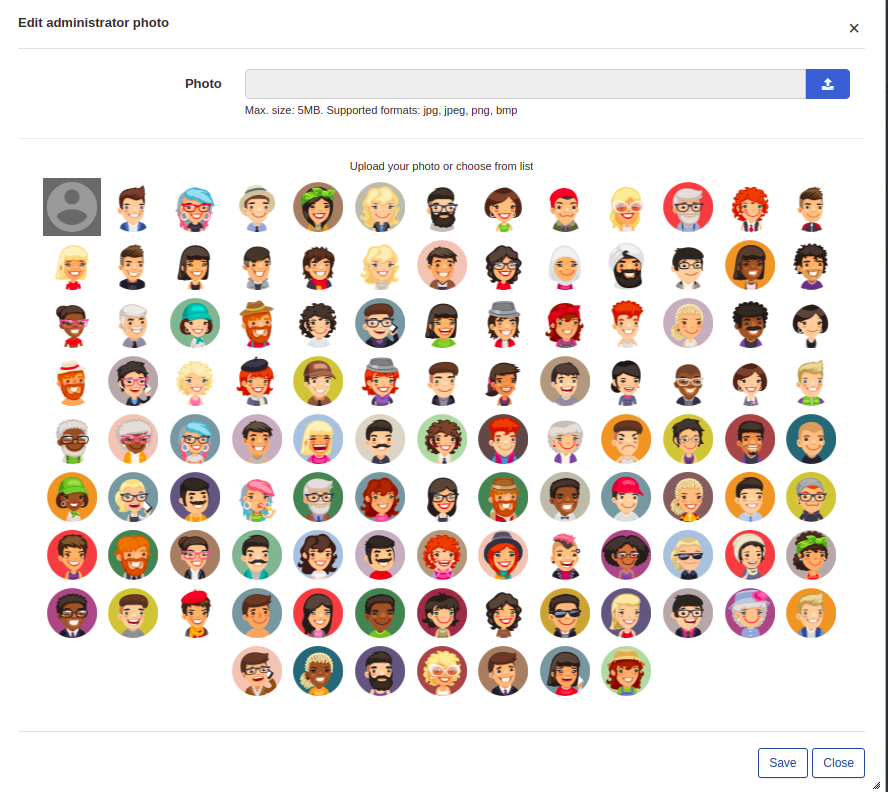 Edit administrator photo
×
Photo
Max. size: 5MB. Supported formats: jpg, jpeg, png, bmp
Upload your photo or choose from list
Save
Close